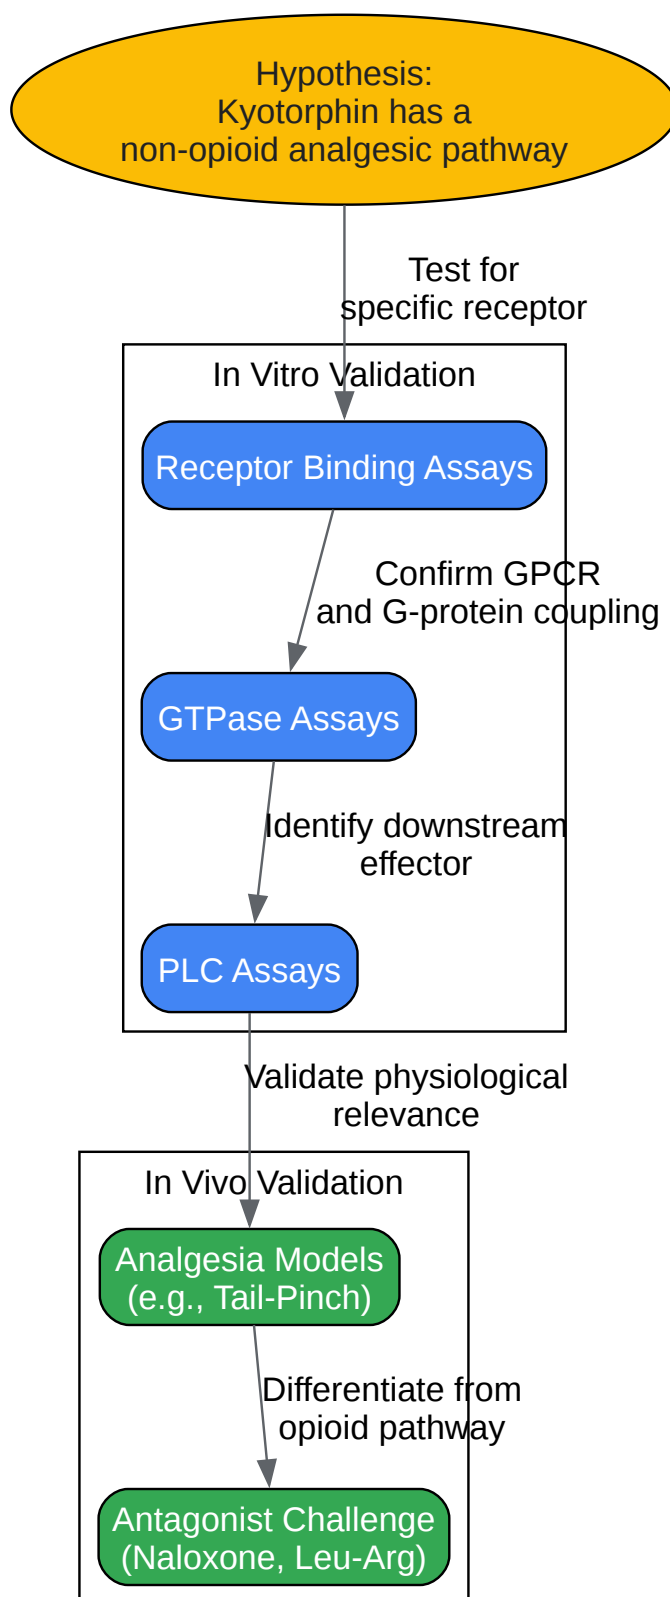 Hypothesis:
Kyotorphin has a
non-opioid analgesic pathway
Test for
specific receptor
In Vitro Validation
Receptor Binding Assays
Confirm GPCR
and G-protein coupling
GTPase Assays
Identify downstream
effector
PLC Assays
Validate physiological
relevance
In Vivo Validation
Analgesia Models
(e.g., Tail-Pinch)
Differentiate from
opioid pathway
Antagonist Challenge
(Naloxone, Leu-Arg)